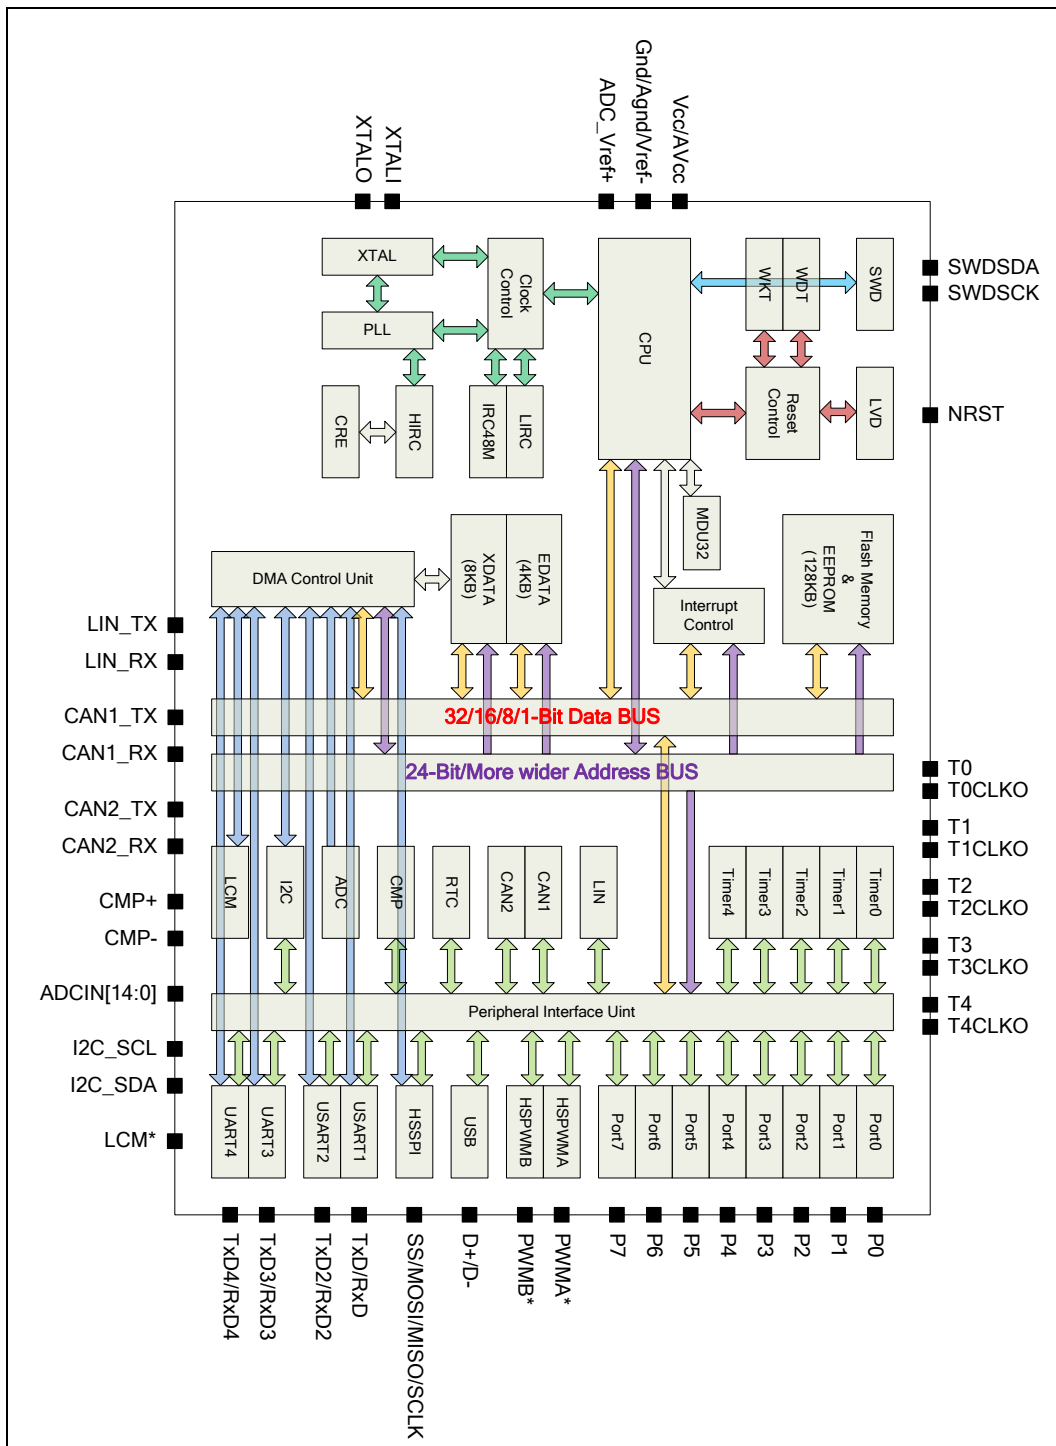 XTALO
XTALI
ADC_Vref+
Gnd/Agnd/Vref-
Vcc/AVcc
SWDSDA
SWDSCK
NRST
XTAL
PLL
Clock
Control
CPU
WKT
WDT
SWD
CRE
HIRC
IRC48M
LIRC
Reset
Control
LVD
MDU32
DMA Control Unit
XDATA
(8KB)
EDATA
(4KB)
Interrupt
Control
Flash Memory
&
EEPROM
(128KB)
32/16/8/1-Bit Data BUS
24-Bit/More wider Address BUS
LIN_TX
LIN_RX
CAN1_TX
CAN1_RX
CAN2_TX
CAN2_RX
CMP+
CMP-
ADCIN[14:0]
I2C_SCL
I2C_SDA
LCM*
T0
T0CLKO
T1
T1CLKO
T2
T2CLKO
T3
T3CLKO
T4
T4CLKO
LCM
I2C
ADC
CMP
RTC
CAN2
CAN1
LIN
Timer4
Timer3
Timer2
Timer1
Timer0
Peripheral Interface Uint
UART4
UART3
USART2
USART1
HSSPI
USB
HSPWMB
HSPWMA
Port7
Port6
Port5
Port4
Port3
Port2
Port1
Port0
TxD4/RxD4
TxD3/RxD3
TxD2/RxD2
TxD/RxD
SS/MOSI/MISO/SCLK
D+/D-
PWMB*
PWMA*
P7
P6
P5
P4
P3
P2
P1
P0